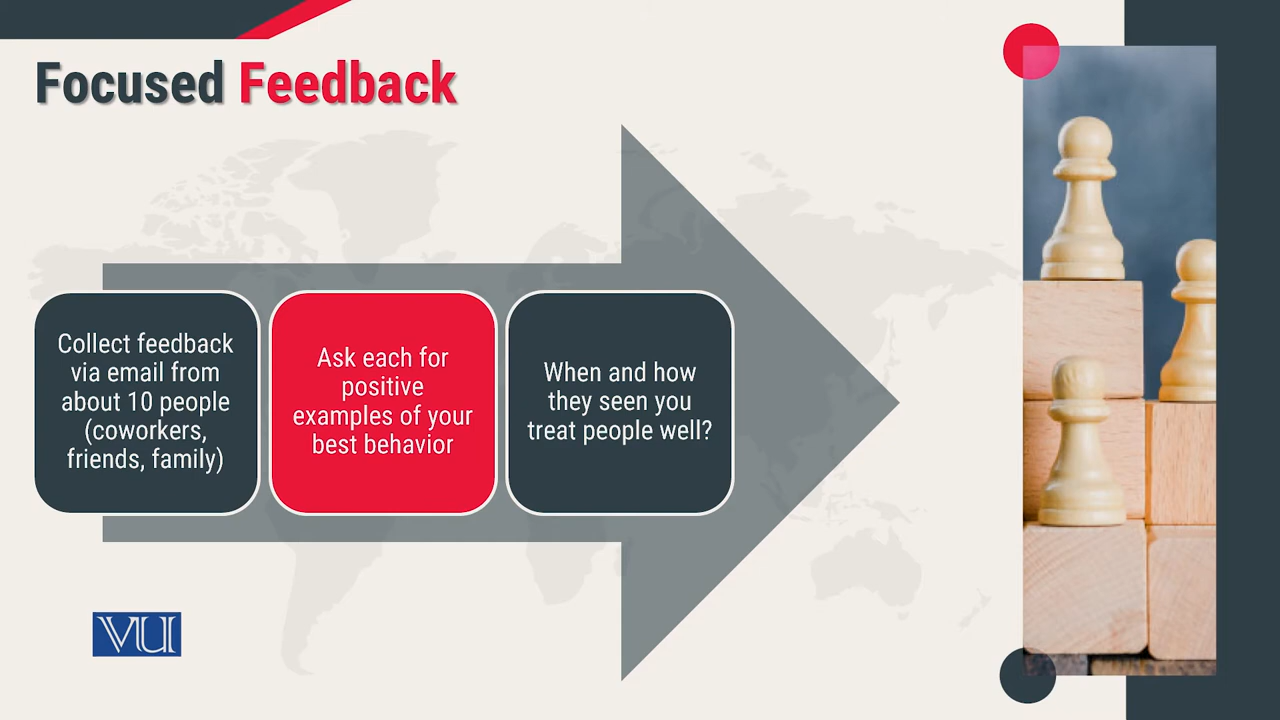 Focused Feedback
Collect feedback
via email from
about 10 people
(coworkers,
friends, family)
Ask each for
positive
examples of your
best behavior
When and how
they seen you
treat people well?
VU